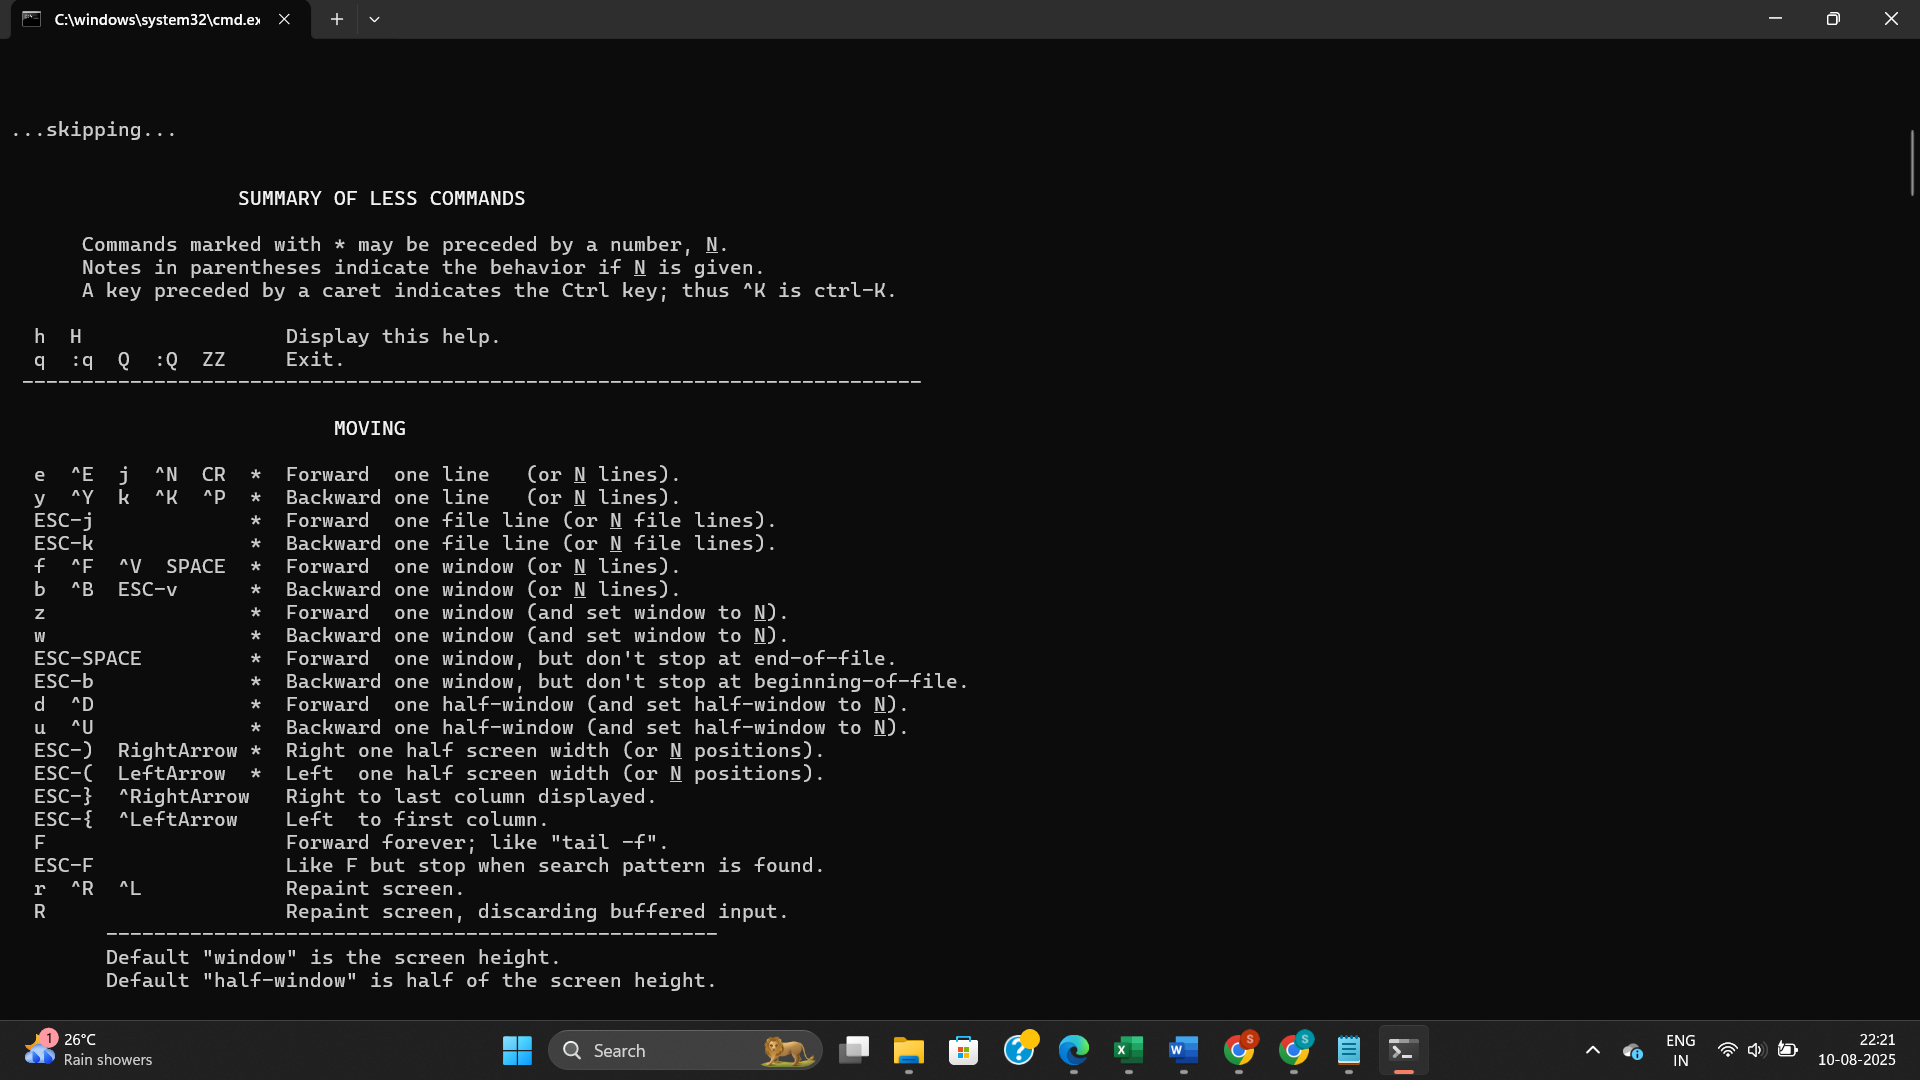 C:\windows\system32\cmd.ex
...skipping...
SUMMARY OF LESS COMMANDS
Commands marked with * may be preceded by a number, N.
Notes in parentheses indicate the behavior if N is given.
A key preceded by a caret indicates the Ctrl key; thus ^K is ctrl-K.
h  H                 Display this help.
q  :q  Q  :Q  ZZ     Exit.
---------------------------------------------------------------------------
MOVING
e  ^E  j  ^N  CR  *  Forward  one line   (or N lines).
y  ^Y  k  ^K  ^P  *  Backward one line   (or N lines).
ESC-j             *  Forward  one file line (or N file lines).
ESC-k             *  Backward one file line (or N file lines).
f  ^F  ^V  SPACE  *  Forward  one window (or N lines).
b  ^B  ESC-v      *  Backward one window (or N lines).
z                 *  Forward  one window (and set window to N).
w                 *  Backward one window (and set window to N).
ESC-SPACE         *  Forward  one window, but don't stop at end-of-file.
ESC-b             *  Backward one window, but don't stop at beginning-of-file.
d  ^D             *  Forward  one half-window (and set half-window to N).
u  ^U             *  Backward one half-window (and set half-window to N).
ESC-)  RightArrow *  Right one half screen width (or N positions).
ESC-(  LeftArrow  *  Left  one half screen width (or N positions).
ESC-}  ^RightArrow   Right to last column displayed.
ESC-{  ^LeftArrow    Left  to first column.
F                    Forward forever; like "tail -f".
ESC-F                Like F but stop when search pattern is found.
r  ^R  ^L            Repaint screen.
R                    Repaint screen, discarding buffered input.
---------------------------------------------------
Default "window" is the screen height.
Default "half-window" is half of the screen height.
1
26°C
Rain showers
Search
S
S
ENG
IN
22:21
10-08-2025